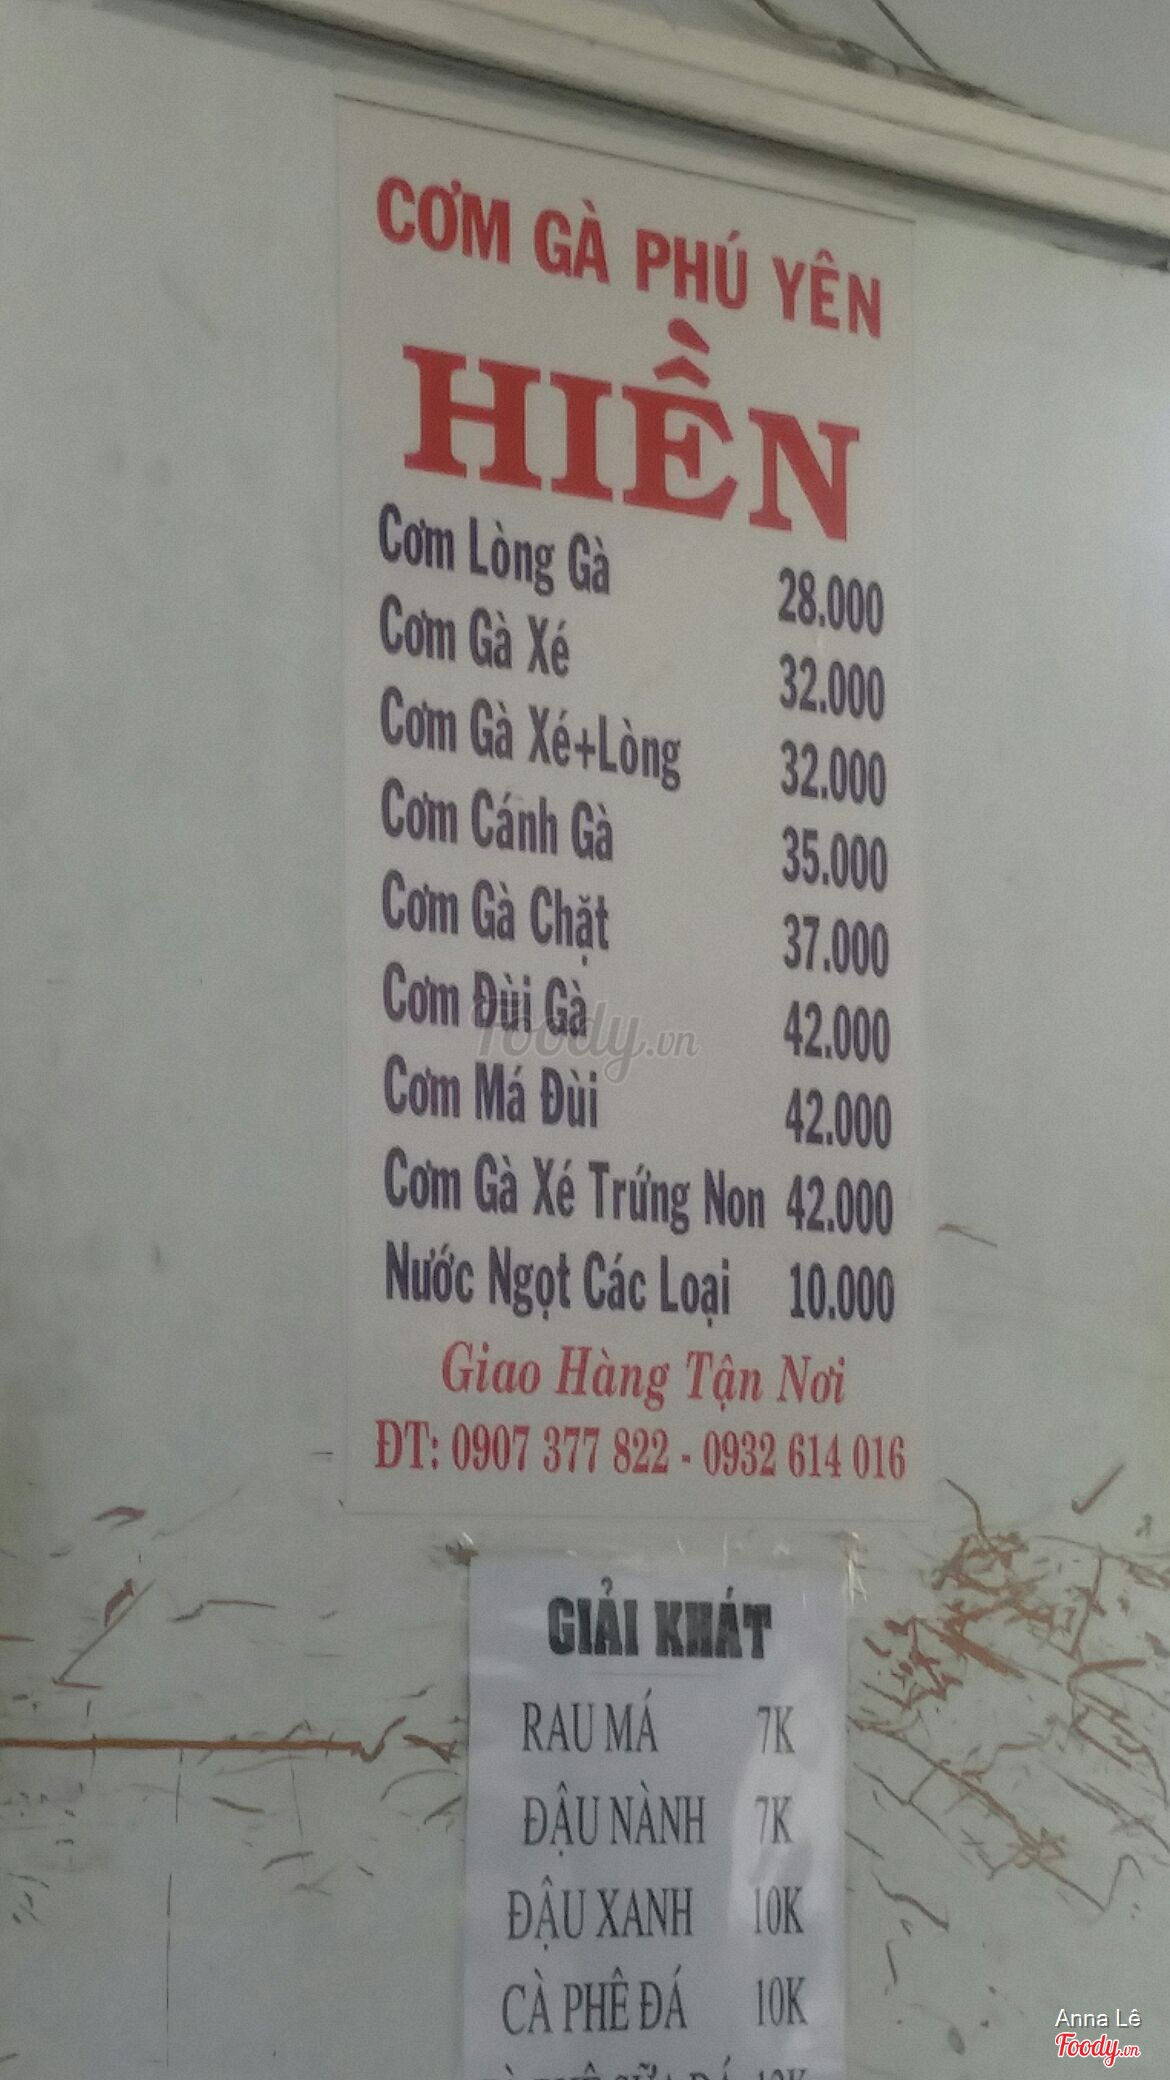 CƠM GÀ PHÚ YÊN
HIỀN
Cơm Lòng Gà 28.000
Cơm Gà Xé 32.000
Cơm Gà Xé+Lòng 32.000
Cơm Cánh Gà 35.000
Cơm Gà Chặt 37.000
Cơm Đùi Gà 42.000
Cơm Má Đùi 42.000
Cơm Gà Xé Trứng Non 42.000
Nước Ngọt Các Loại 10.000
Giao Hàng Tận Nơi
ĐT: 0907 377 822 - 0932 614 016
Foody.vn
GIẢI KHÁT
RAU MÁ 7K
ĐẬU NÀNH 7K
ĐẬU XANH 10K
CÀ PHÊ ĐÁ 10K
Anna Lê
Foody.vn